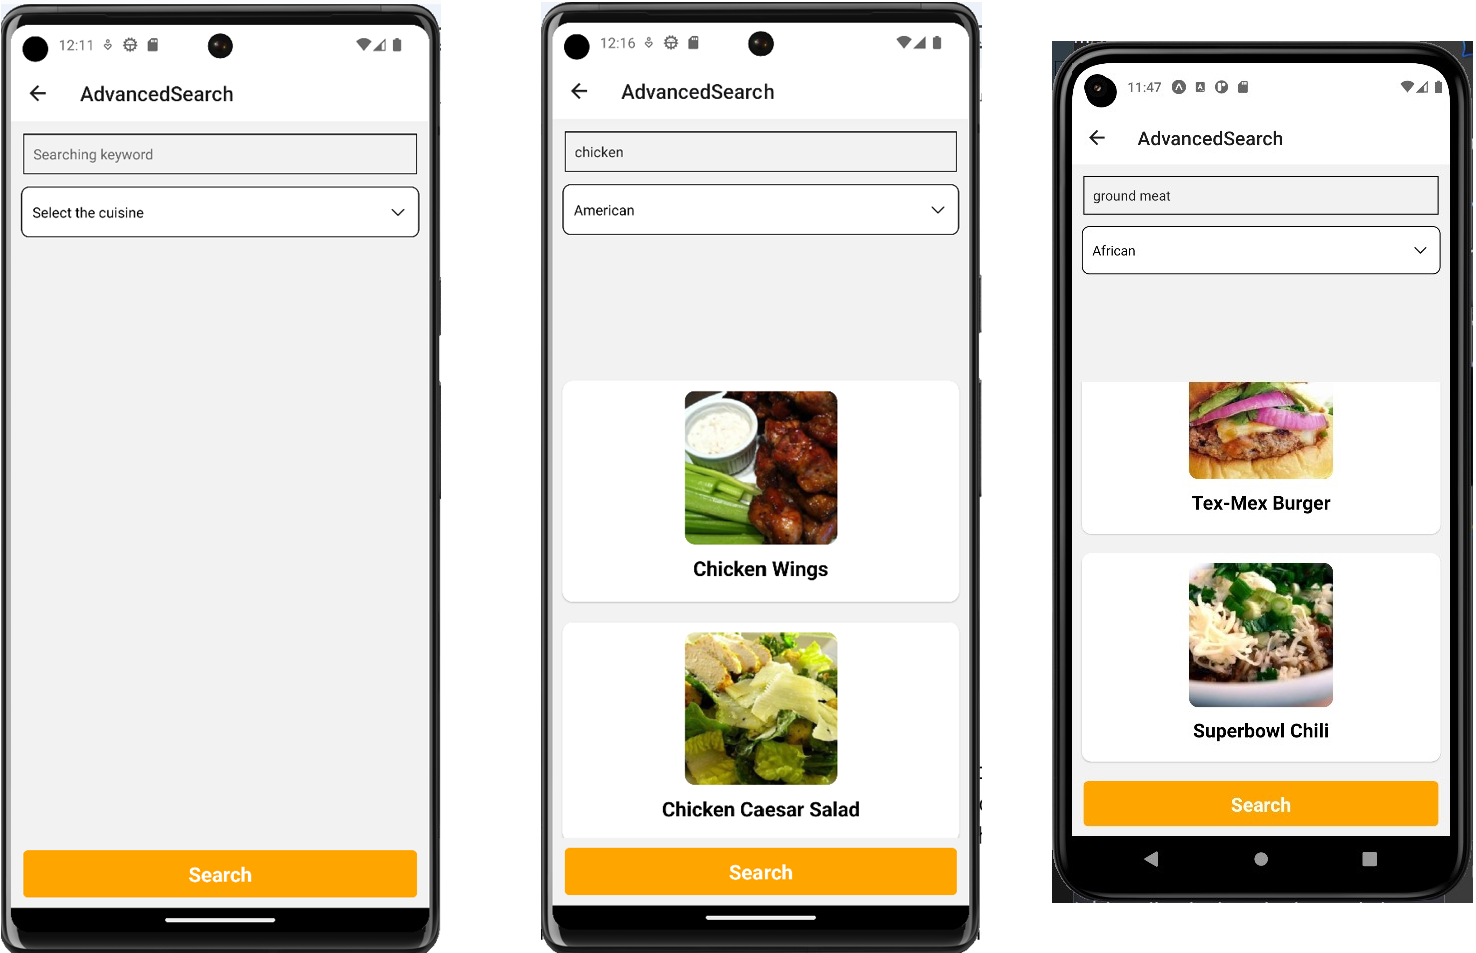 12:11
AdvancedSearch
Searching keyword
Select the cuisine
Search
12:16
AdvancedSearch
chicken
American
Chicken Wings
Chicken Caesar Salad
Search
11:47
AdvancedSearch
ground meat
African
Tex-Mex Burger
Superbowl Chili
Search